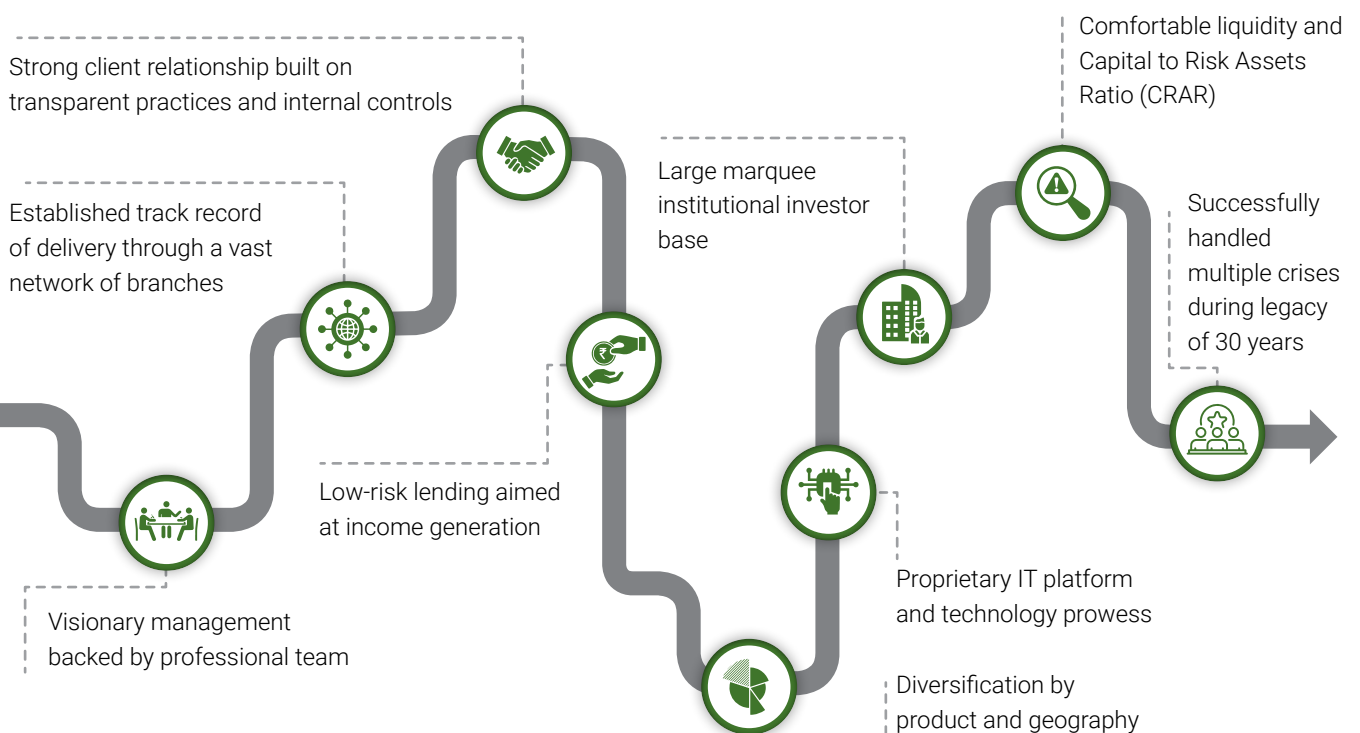 Strong client relationship built on
transparent practices and internal controls
Established track record
of delivery through a vast
network of branches
Visionary management
backed by professional team
Low-risk lending aimed
at income generation
Large marquee
institutional investor
base
Comfortable liquidity and
Capital to Risk Assets
Ratio (CRAR)
Successfully
handled
multiple crises
during legacy
of 30 years
₹
Proprietary IT platform
and technology prowess
Diversification by
product and geography